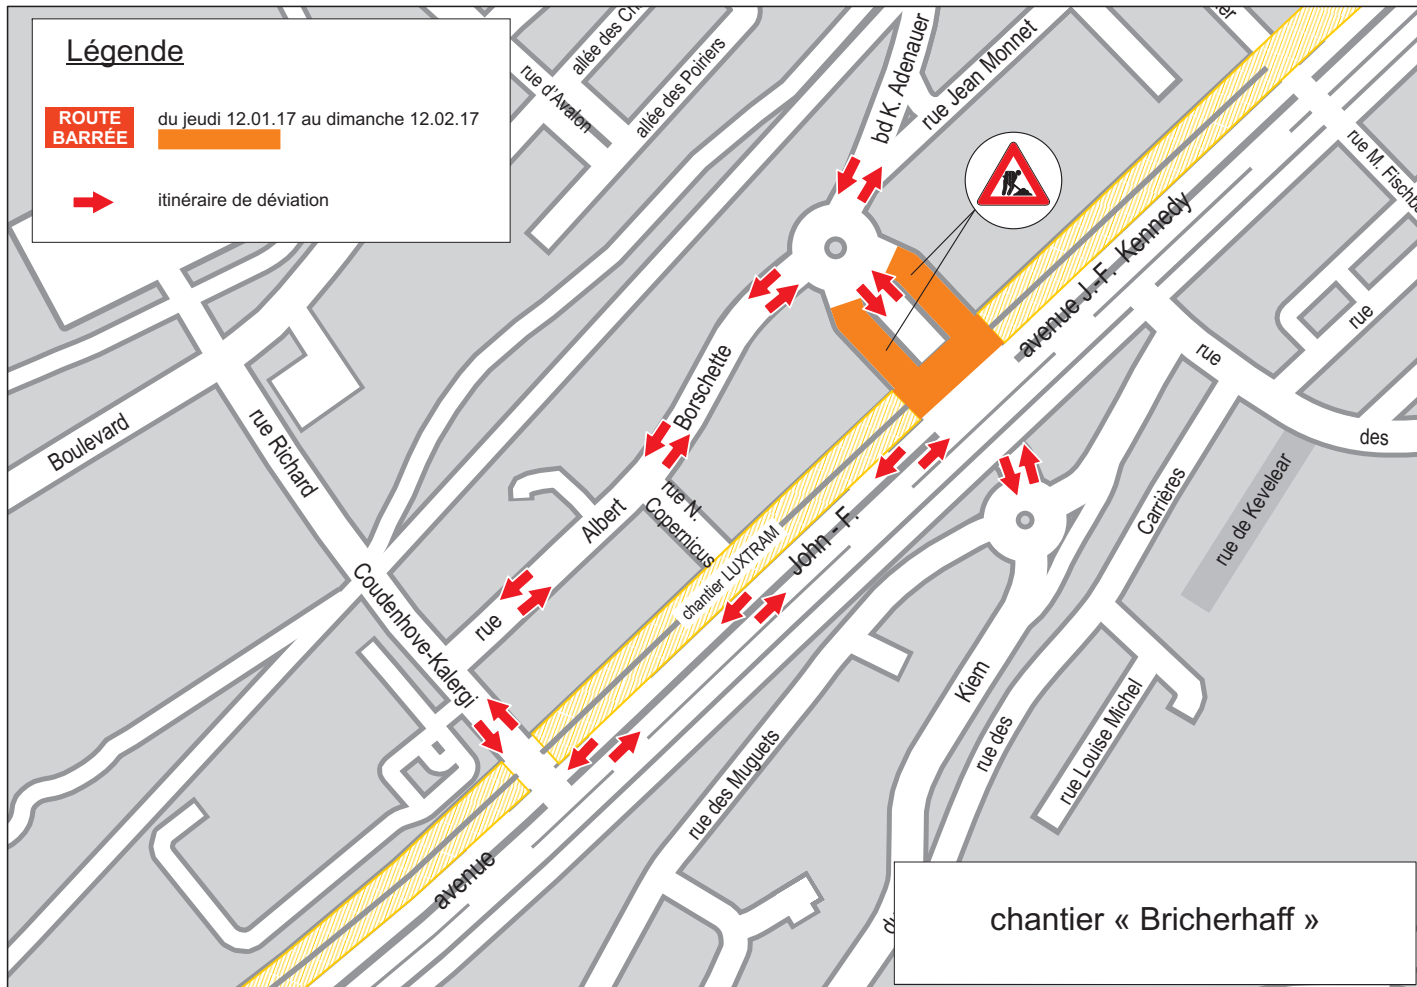 Légende
ROUTE
BARRÉE
du jeudi 12.01.17 au dimanche 12.02.17
itinéraire de déviation
allée des
rue d'Avalon
allée des Poiriers
bd K. Adenauer
rue Jean Monnet
rue M.
avenue J.-F. Kennedy
rue
rue
des
Boulevard
rue Richard
Coudenhove-Kalergi
Borschette
Albert
rue
rue N.
Copernicus
chantier LUXTRAM
John - F.
avenue
Carrières
rue de Kevelear
Kiem
rue des
rue Louise Michel
rue des Muguets
chantier « Bricherhaff »